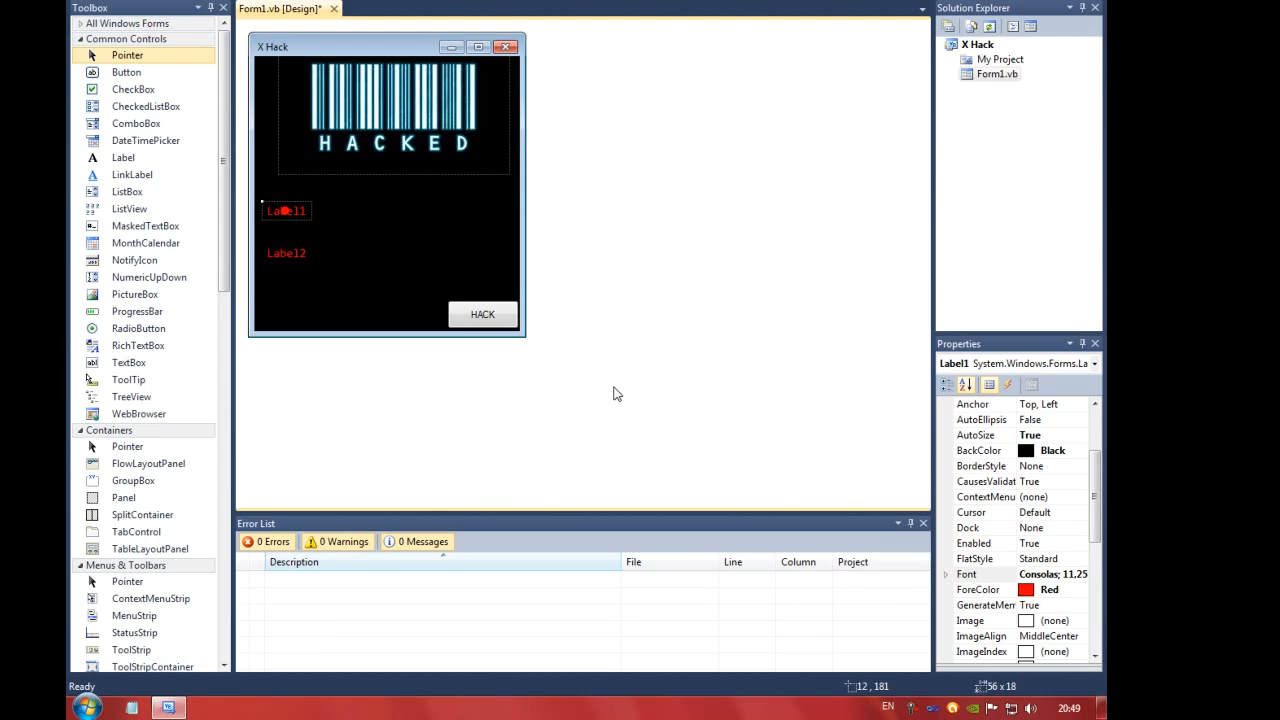 Toolbox
Form1.vb [Design]*
Solution Explorer
All Windows Forms
Common Controls
Pointer
Button
CheckBox
CheckedListBox
ComboBox
DateTimePicker
Label
LinkLabel
ListBox
ListView
MaskedTextBox
MonthCalendar
NotifyIcon
NumericUpDown
PictureBox
ProgressBar
RadioButton
RichTextBox
TextBox
ToolTip
TreeView
WebBrowser
Containers
Pointer
FlowLayoutPanel
GroupBox
Panel
SplitContainer
TabControl
TableLayoutPanel
Menus & Toolbars
Pointer
ContextMenuStrip
MenuStrip
StatusStrip
ToolStrip
ToolStripContainer
X Hack
HACKED
Label1
Label2
HACK
X Hack
My Project
Form1.vb
Properties
Label1 System.Windows.Forms.La
Anchor Top, Left
AutoEllipsis False
AutoSize True
BackColor Black
BorderStyle None
CausesValidat True
ContextMenu (none)
Cursor Default
Dock None
Enabled True
FlatStyle Standard
Font Consolas; 11,25
ForeColor Red
GenerateMem True
Image (none)
ImageAlign MiddleCenter
ImageIndex (none)
Error List
0 Errors 0 Warnings 0 Messages
Description File Line Column Project
Ready 12 , 181 56 x 18
EN 20:49